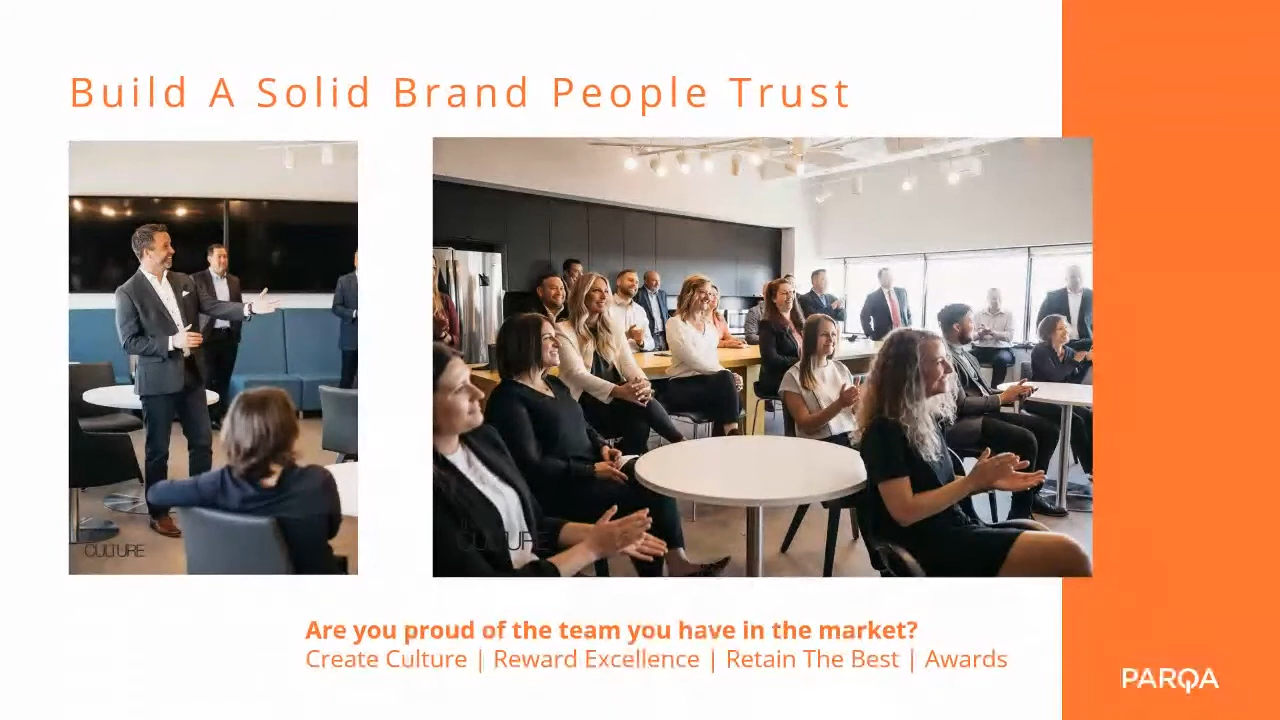 Build A Solid Brand People Trust
CULTURE
CULTURE
Are you proud of the team you have in the market?
Create Culture | Reward Excellence | Retain The Best | Awards
PARQA